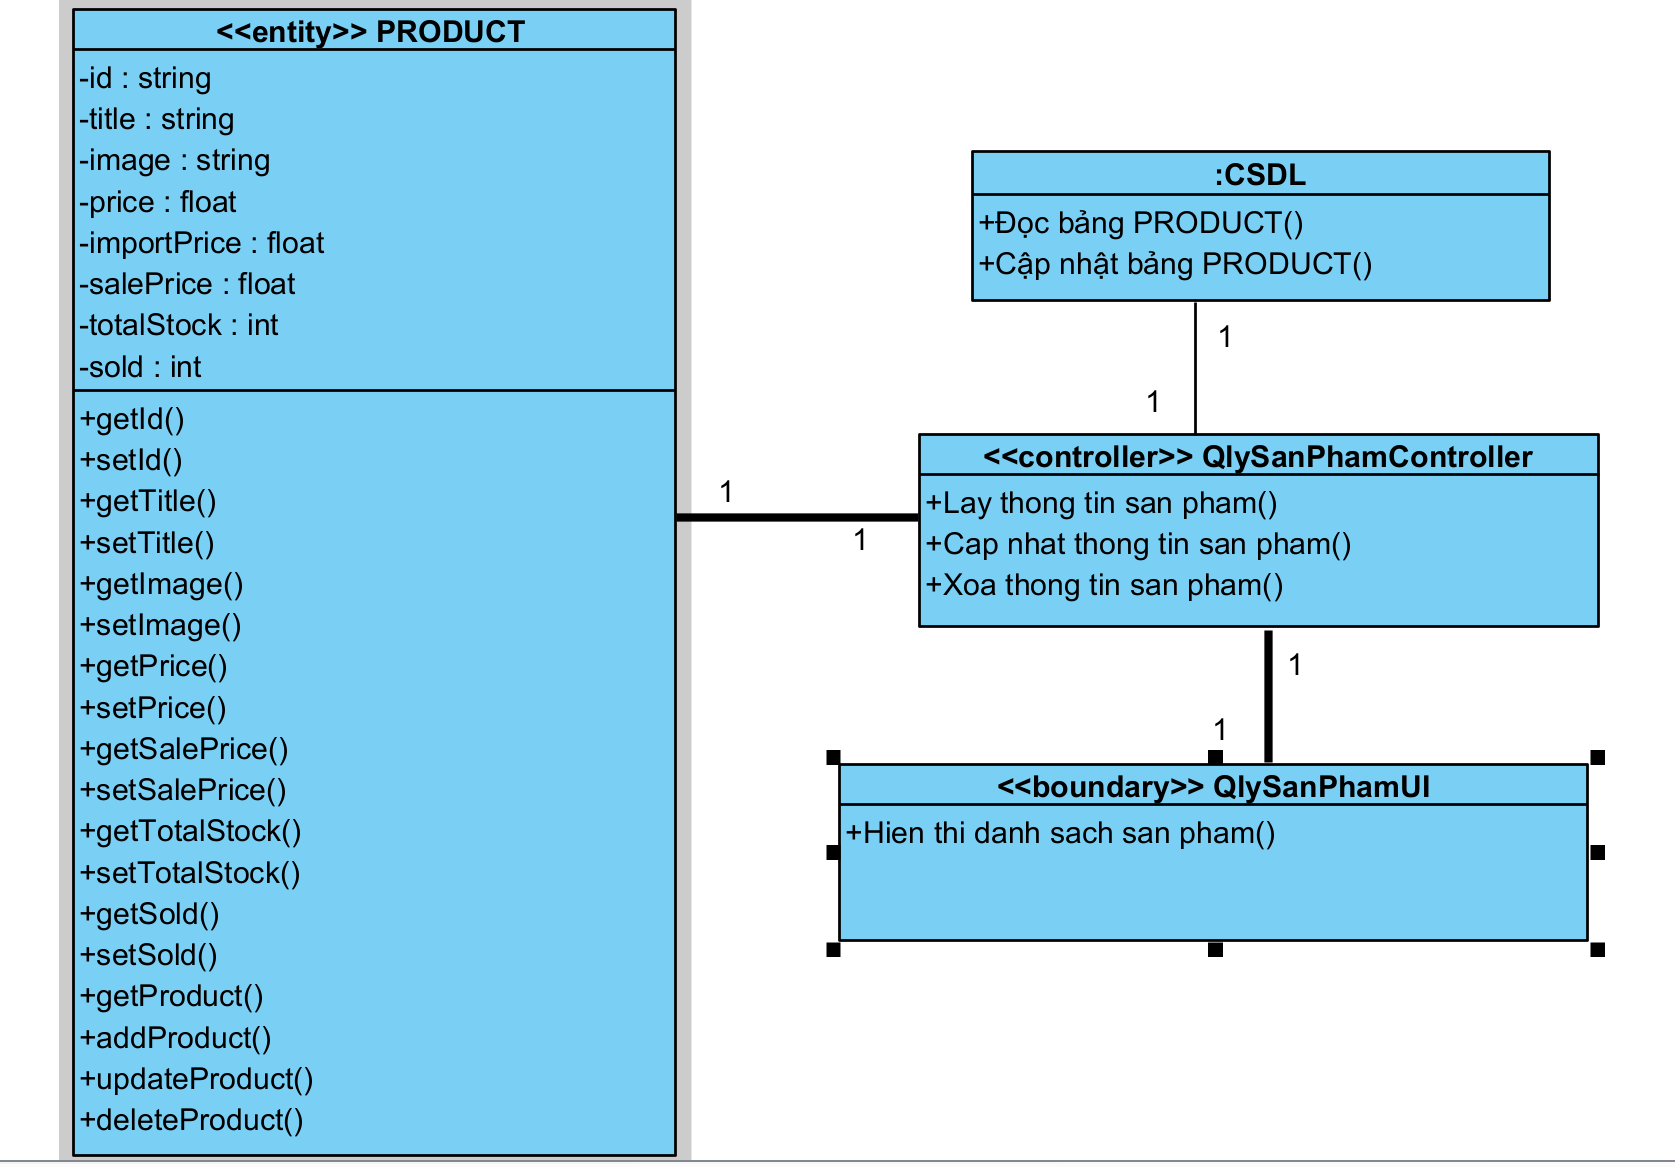 <<entity>> PRODUCT
-id : string
-title : string
-image : string
-price : float
-importPrice : float
-salePrice : float
-totalStock : int
-sold : int
+getId()
+setId()
+getTitle()
+setTitle()
+getImage()
+setImage()
+getPrice()
+setPrice()
+getSalePrice()
+setSalePrice()
+getTotalStock()
+setTotalStock()
+getSold()
+setSold()
+getProduct()
+addProduct()
+updateProduct()
+deleteProduct()
1
1
:CSDL
+Đọc bảng PRODUCT()
+Cập nhật bảng PRODUCT()
1
1
<<controller>> QlySanPhamController
+Lay thong tin san pham()
+Cap nhat thong tin san pham()
+Xoa thong tin san pham()
1
1
<<boundary>> QlySanPhamUI
+Hien thi danh sach san pham()